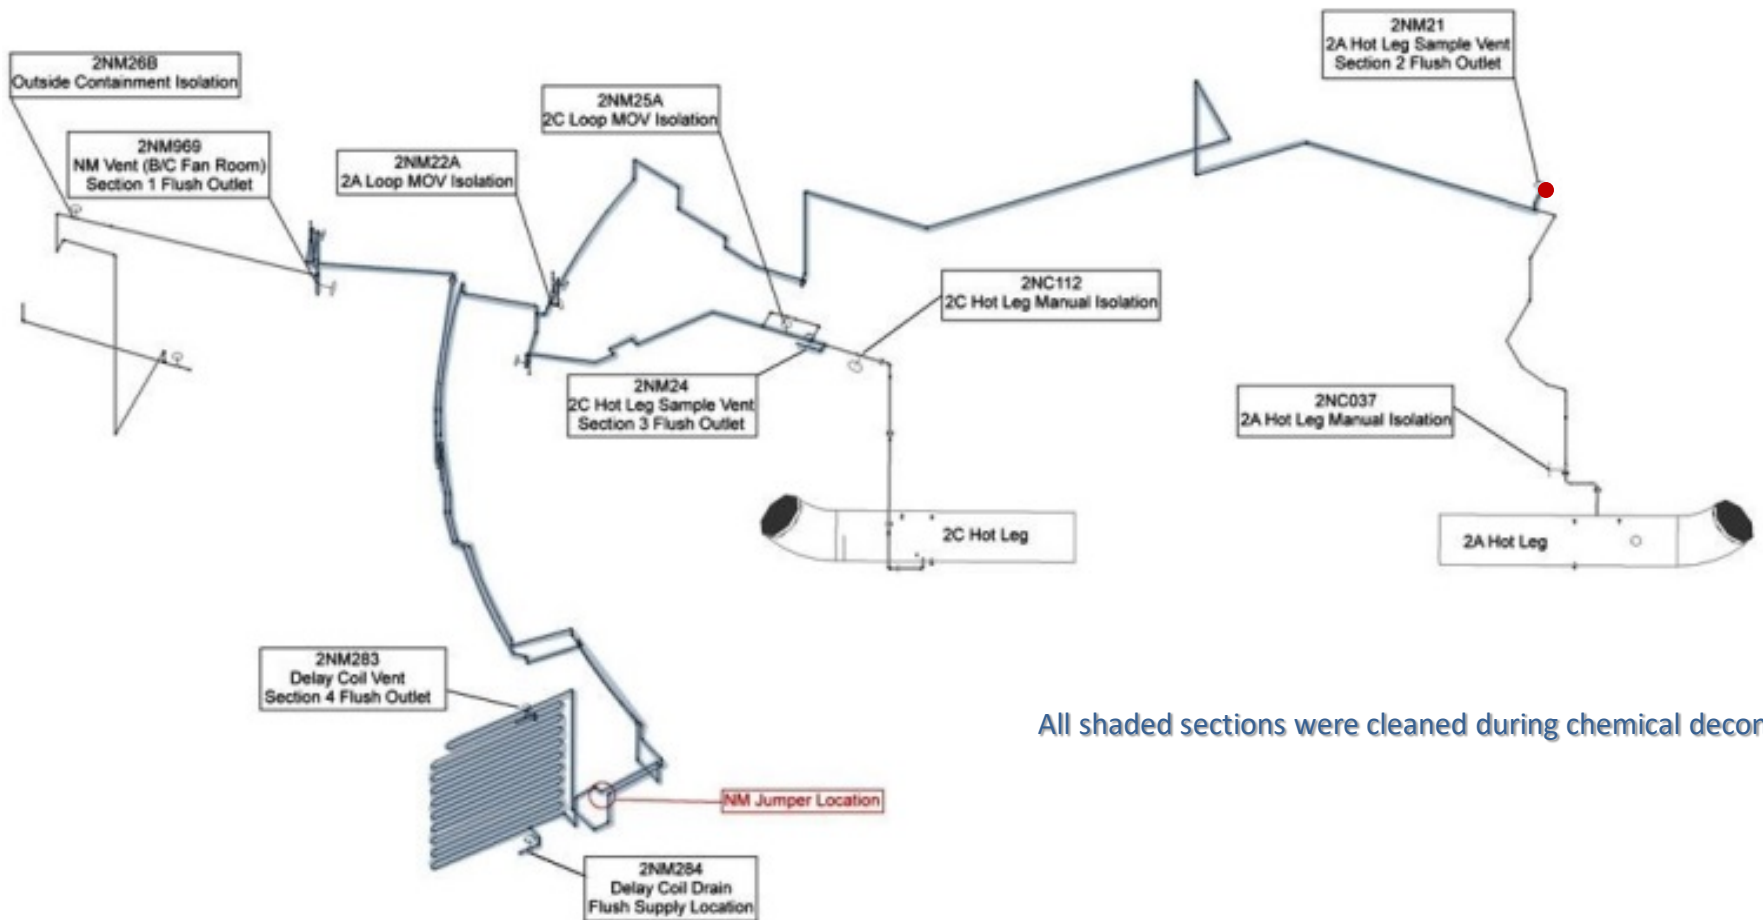 2NM21
2A Hot Leg Sample Vent
Section 2 Flush Outlet
2NM26B
Outside Containment Isolation
2NM25A
2C Loop MOV Isolation
2NM969
NM Vent (B/C Fan Room)
Section 1 Flush Outlet
2NM22A
2A Loop MOV Isolation
2NC112
2C Hot Leg Manual Isolation
2NM24
2C Hot Leg Sample Vent
Section 3 Flush Outlet
2NC037
2A Hot Leg Manual Isolation
2C Hot Leg
2A Hot Leg
2NM283
Delay Coil Vent
Section 4 Flush Outlet
All shaded sections were cleaned during chemical decon
NM Jumper Location
2NM284
Delay Coil Drain
Flush Supply Location